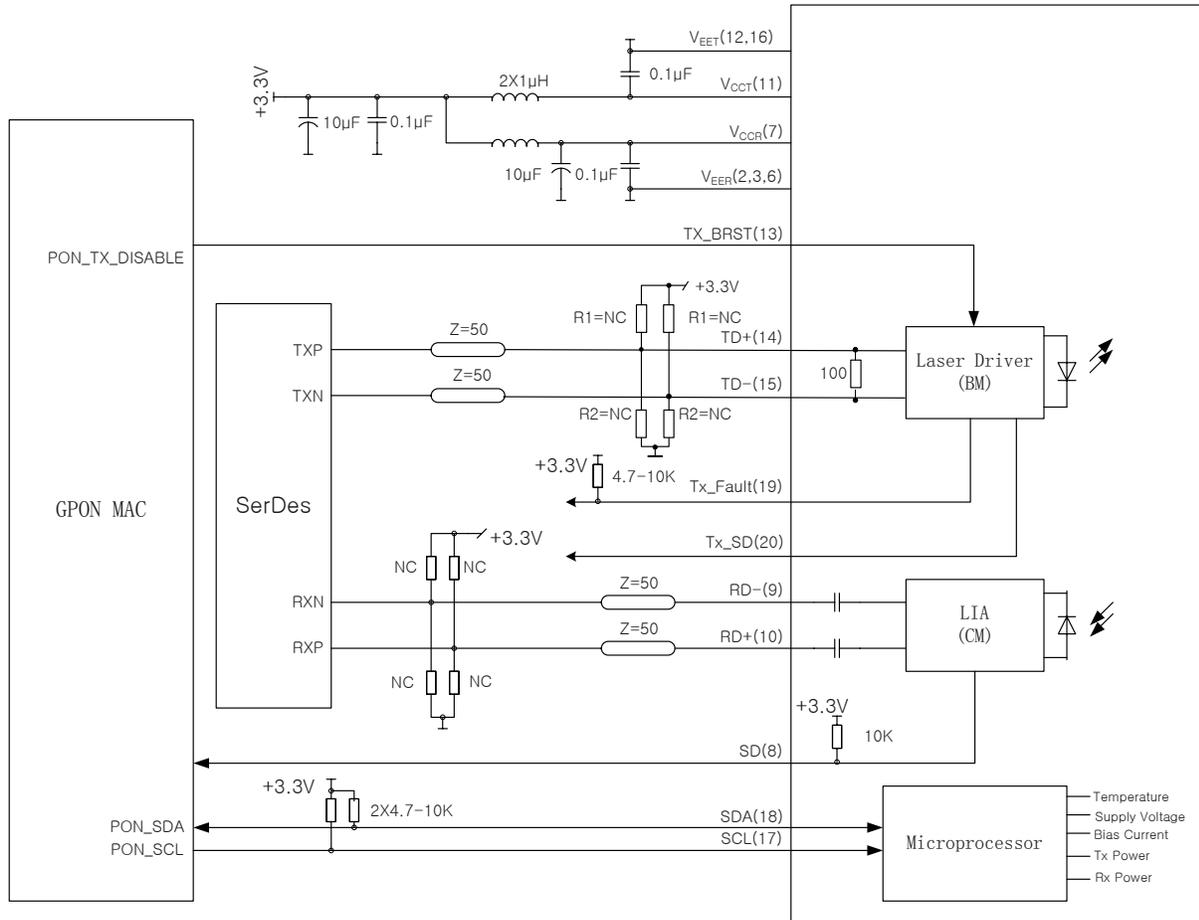 V_EET(12,16)
0.1μF
2X1μH
V_CCT(11)
+3.3V
10μF
0.1μF
V_CCR(7)
10μF
0.1μF
V_EER(2,3,6)
TX_BRST(13)
PON_TX_DISABLE
+3.3V
R1=NC
R1=NC
Z=50
TD+(14)
TXP
Laser Driver
(BM)
100
Z=50
TD-(15)
TXN
R2=NC
R2=NC
+3.3V
4.7-10K
Tx_Fault(19)
SerDes
GPON MAC
+3.3V
Tx_SD(20)
NC
NC
Z=50
RD-(9)
RXN
LIA
(CM)
Z=50
RD+(10)
RXP
NC
NC
+3.3V
10K
SD(8)
+3.3V
2X4.7-10K
Temperature
SDA(18)
Supply Voltage
PON_SDA
Bias Current
SCL(17)
Microprocessor
PON_SCL
Tx Power
Rx Power